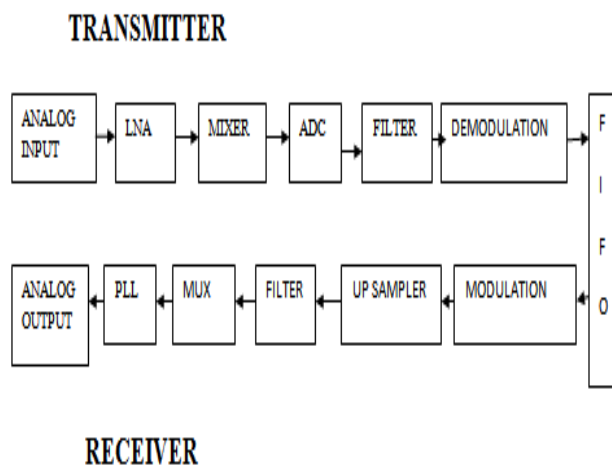 TRANSMITTER
ANALOG
INPUT
LNA
MIXER
ADC
FILTER
DEMODULATION
F
I
F
O
ANALOG
OUTPUT
PLL
MUX
FILTER
UP SAMPLER
MODULATION
RECEIVER